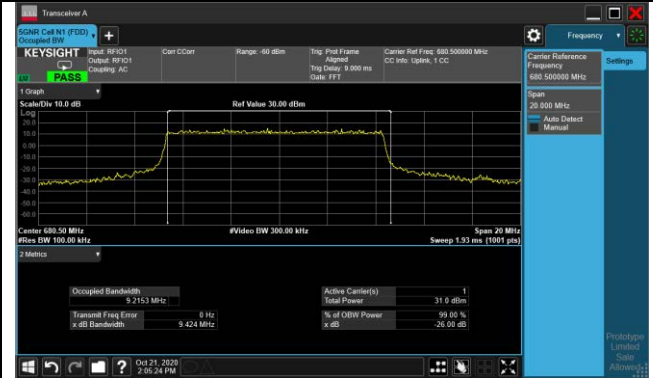 Transceiver A
5GNR Cell N1 (FDD)
Occupied BW
Frequency
KEYSIGHT
Input: RFIO1
Output: RFIO1
Coupling: AC
Corr CCorr
Range: -60 dBm
Trig: Prot Frame
Aligned
Trig Delay: 0.000 ms
Gate: FFT
Carrier Ref Freq: 680.500000 MHz
CC Info: Uplink, 1 CC
PASS
Carrier Reference
Frequency
680.500000 MHz
Settings
Span
20.000 MHz
Auto Detect
Manual
1 Graph
Scale/Div 10.0 dB
Ref Value 30.00 dBm
Log
20.0
10.0
0.00
-10.0
-20.0
-30.0
-40.0
-50.0
-60.0
Center 680.50 MHz
#Video BW 300.00 kHz
Span 20 MHz
#Res BW 100.00 kHz
Sweep 1.93 ms (1001 pts)
2 Metrics
Occupied Bandwidth
9.2153 MHz
Active Carrier(s) 1
Total Power 31.0 dBm
Transmit Freq Error 0 Hz
x dB Bandwidth 9.424 MHz
% of OBW Power 99.00 %
x dB -26.00 dB
Prototype
Limited
Sale
Allowed
Oct 21, 2020
2:05:24 PM